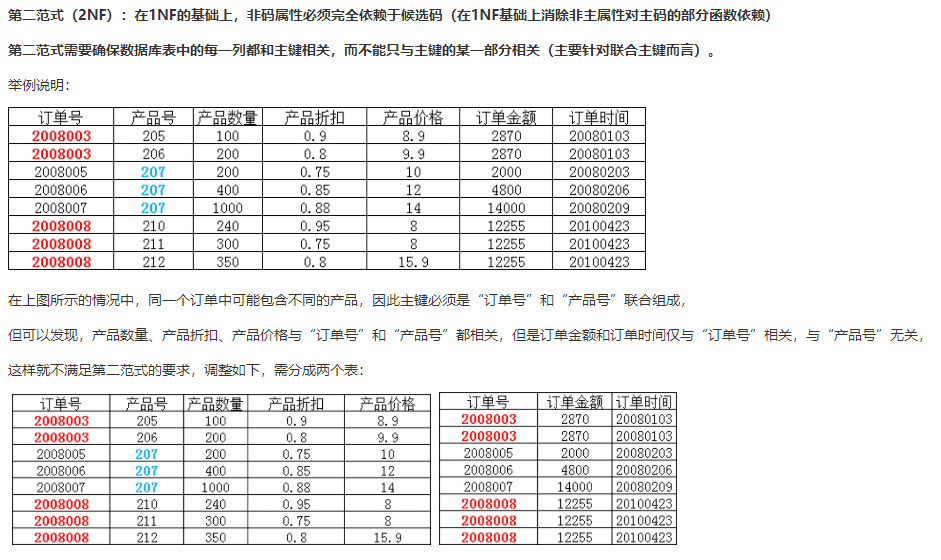 第二范式（2NF）：在1NF的基础上，非码属性必须完全依赖于候选码（在1NF基础上消除非主属性对主码的部分函数依赖）
第二范式需要确保数据库表中的每一列都和主键相关，而不能只与主键的某一部分相关（主要针对联合主键而言）。
举例说明：
订单号 产品号 产品数量 产品折扣 产品价格 订单金额 订单时间
2008003 205 100 0.9 8.9 2870 20080103
2008003 206 200 0.8 9.9 2870 20080103
2008005 207 200 0.75 10 2000 20080203
2008006 207 400 0.85 12 4800 20080206
2008007 207 1000 0.88 14 14000 20080209
2008008 210 240 0.95 8 12255 20100423
2008008 211 300 0.75 8 12255 20100423
2008008 212 350 0.8 15.9 12255 20100423
在上图所示的情况中，同一个订单中可能包含不同的产品，因此主键必须是“订单号”和“产品号”联合组成，
但可以发现，产品数量、产品折扣、产品价格与“订单号”和“产品号”都相关，但是订单金额和订单时间仅与“订单号”相关，与“产品号”无关，
这样就不满足第二范式的要求，调整如下，需分成两个表：
订单号 产品号 产品数量 产品折扣 产品价格
2008003 205 100 0.9 8.9
2008003 206 200 0.8 9.9
2008005 207 200 0.75 10
2008006 207 400 0.85 12
2008007 207 1000 0.88 14
2008008 210 240 0.95 8
2008008 211 300 0.75 8
2008008 212 350 0.8 15.9
订单号 订单金额 订单时间
2008003 2870 20080103
2008003 2870 20080103
2008005 2000 20080203
2008006 4800 20080206
2008007 14000 20080209
2008008 12255 20100423
2008008 12255 20100423
2008008 12255 20100423